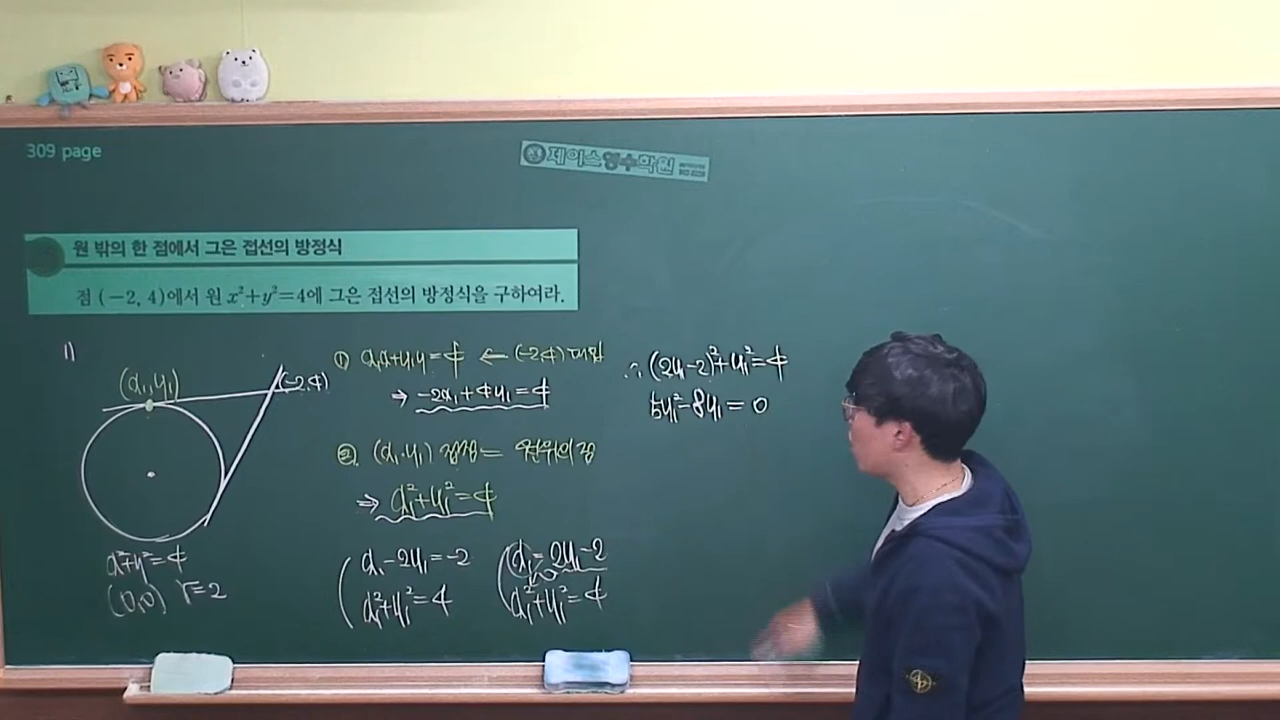 309 page
제이스영수학원
원 밖의 한 점에서 그은 접선의 방정식
점 (-2, 4)에서 원 x²+y²=4에 그은 접선의 방정식을 구하여라.
1)
(x₁,y₁)
(-2,4)
x²+y²=4
(0,0) r=2
① x₁x+y₁y=4 ← (-2,4) 대입
⇒ -2x₁+4y₁=4
②. (x₁,y₁) 접점은 원위의 점
⇒ x₁²+y₁²=4
x₁-2y₁=-2
x₁²+y₁²=4
x₁=2y₁-2
x₁²+y₁²=4
∴ (2y₁-2)²+y₁²=4
5y₁²-8y₁=0